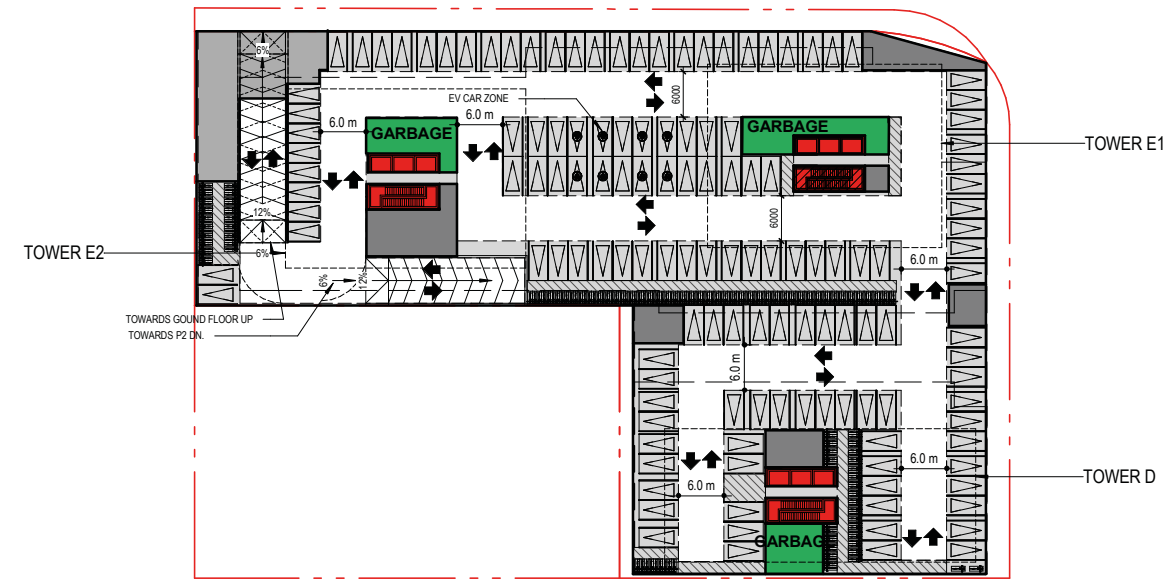 6%
EV CAR ZONE
6.0 m
6.0 m
6000
GARBAGE
GARBAGE
TOWER E1
12%
6000
TOWER E2
6%
6.0 m
6%
12%
TOWARDS GOUND FLOOR UP
TOWARDS P2 DN.
6.0 m
6.0 m
6.0 m
TOWER D
GARBAG